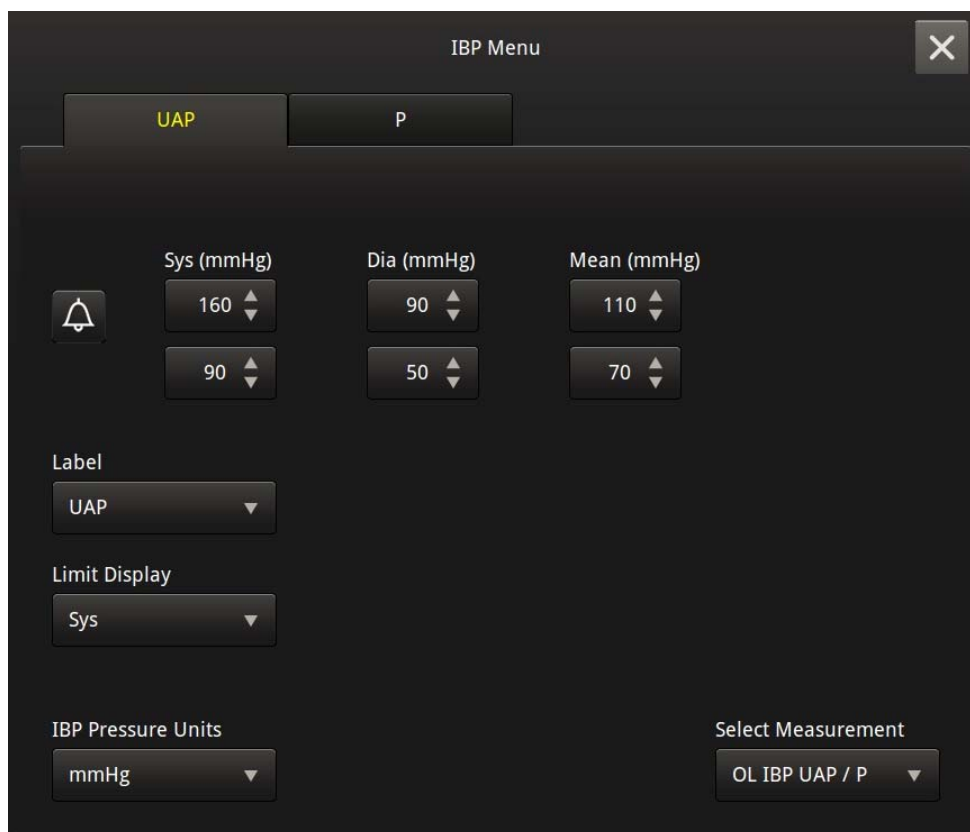 IBP Menu
UAP P
Sys (mmHg) Dia (mmHg) Mean (mmHg)
160 90 110
90 50 70
Label
UAP
Limit Display
Sys
IBP Pressure Units Select Measurement
mmHg OL IBP UAP / P